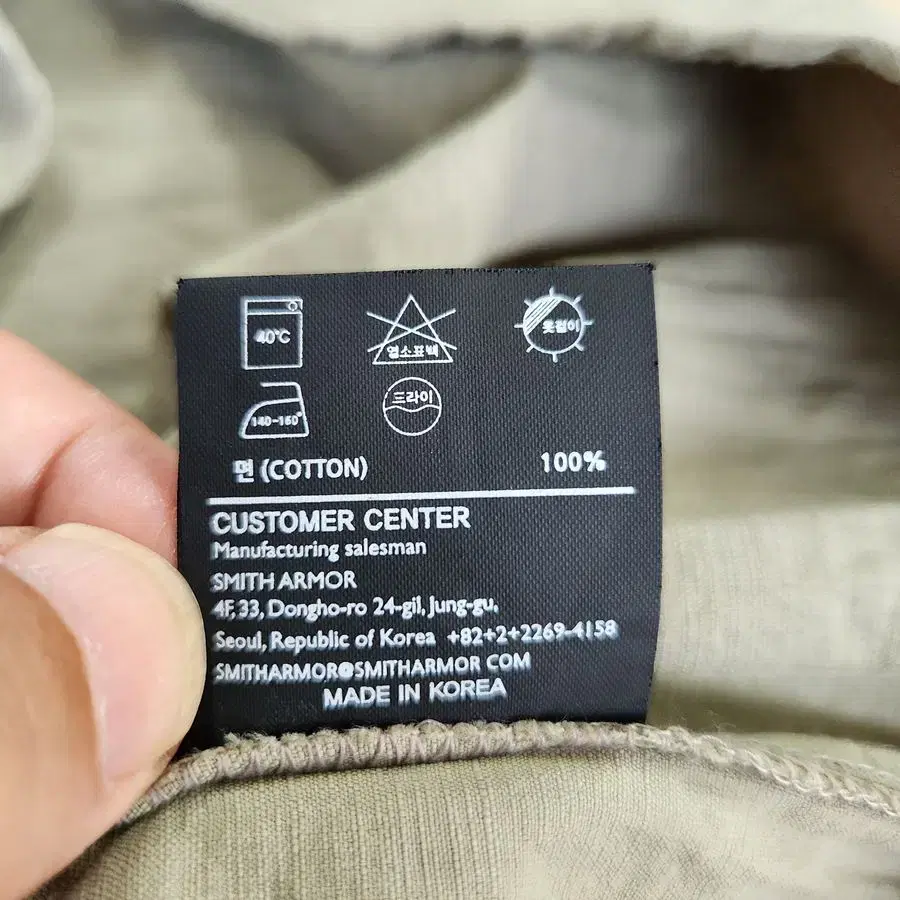 40℃ 염소표백 옷걸이
140~160° 드라이
면 (COTTON) 100%
CUSTOMER CENTER
Manufacturing salesman
SMITH ARMOR
4F, 33, Dongho-ro 24-gil, Jung-gu,
Seoul, Republic of Korea +82+2+2269-4158
SMITHARMOR@SMITHARMOR COM
MADE IN KOREA